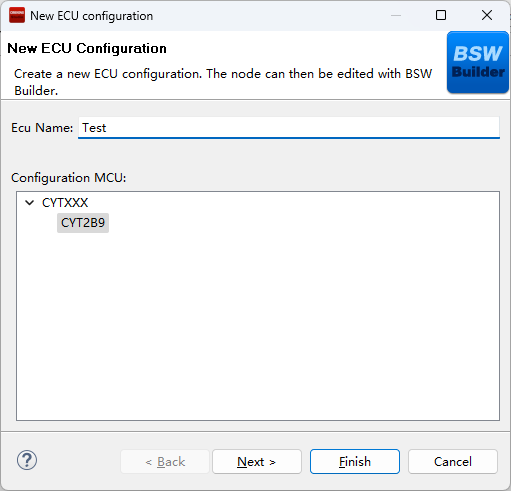 New ECU configuration
New ECU Configuration
Create a new ECU configuration. The node can then be edited with BSW
Builder.
BSW
Builder
Ecu Name: Test
Configuration MCU:
CYTXXX
CYT2B9
?
< Back Next > Finish Cancel